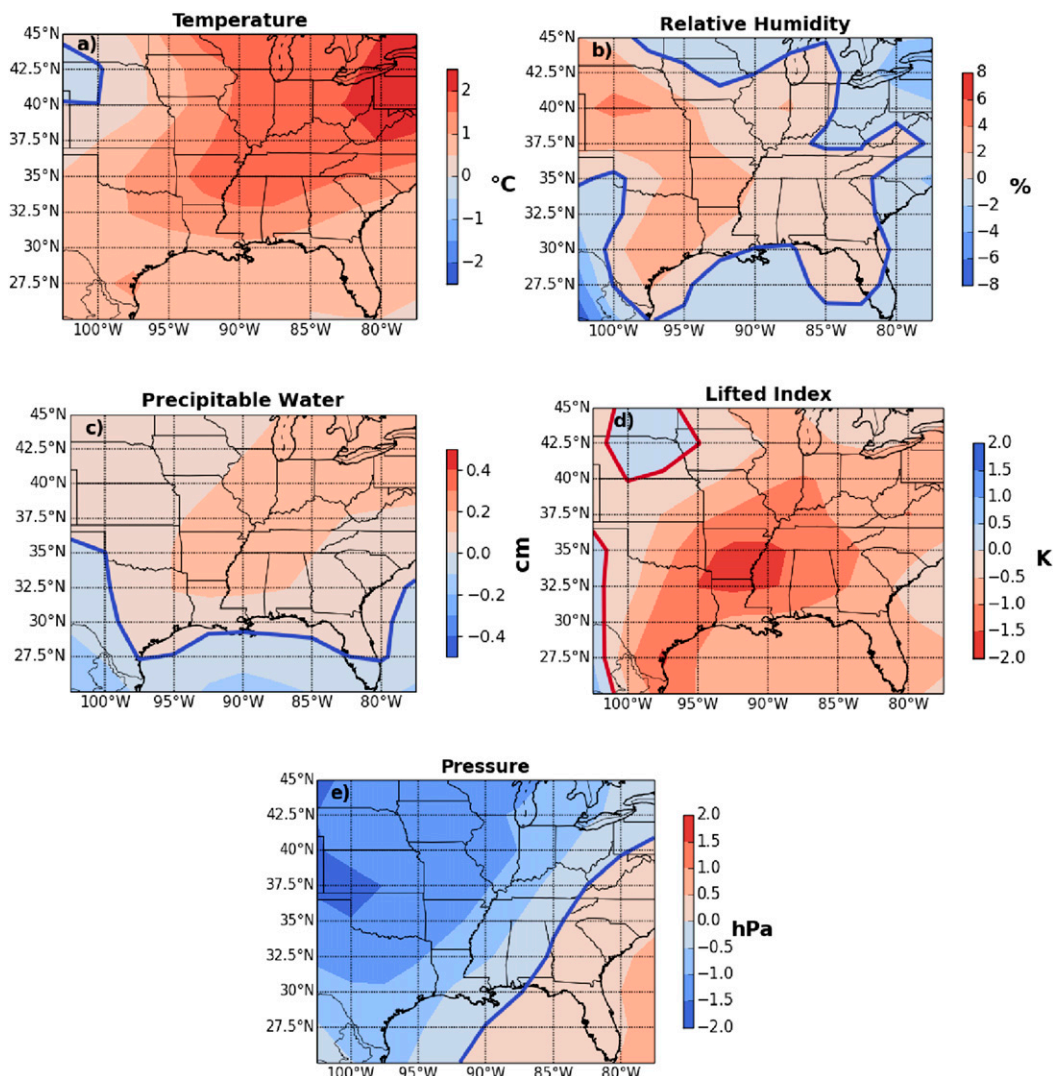 Temperature
a)
45°N
42.5°N
40°N
37.5°N
35°N
32.5°N
30°N
27.5°N
100°W 95°W 90°W 85°W 80°W
2
1
0
−1
−2
°C
Relative Humidity
b)
45°N
42.5°N
40°N
37.5°N
35°N
32.5°N
30°N
27.5°N
100°W 95°W 90°W 85°W 80°W
8
6
4
2
0
−2
−4
−6
−8
%
Precipitable Water
c)
45°N
42.5°N
40°N
37.5°N
35°N
32.5°N
30°N
27.5°N
100°W 95°W 90°W 85°W 80°W
0.4
0.2
0.0
−0.2
−0.4
cm
Lifted Index
d)
45°N
42.5°N
40°N
37.5°N
35°N
32.5°N
30°N
27.5°N
100°W 95°W 90°W 85°W 80°W
2.0
1.5
1.0
0.5
0.0
−0.5
−1.0
−1.5
−2.0
K
Pressure
e)
45°N
42.5°N
40°N
37.5°N
35°N
32.5°N
30°N
27.5°N
100°W 95°W 90°W 85°W 80°W
2.0
1.5
1.0
0.5
0.0
−0.5
−1.0
−1.5
−2.0
hPa